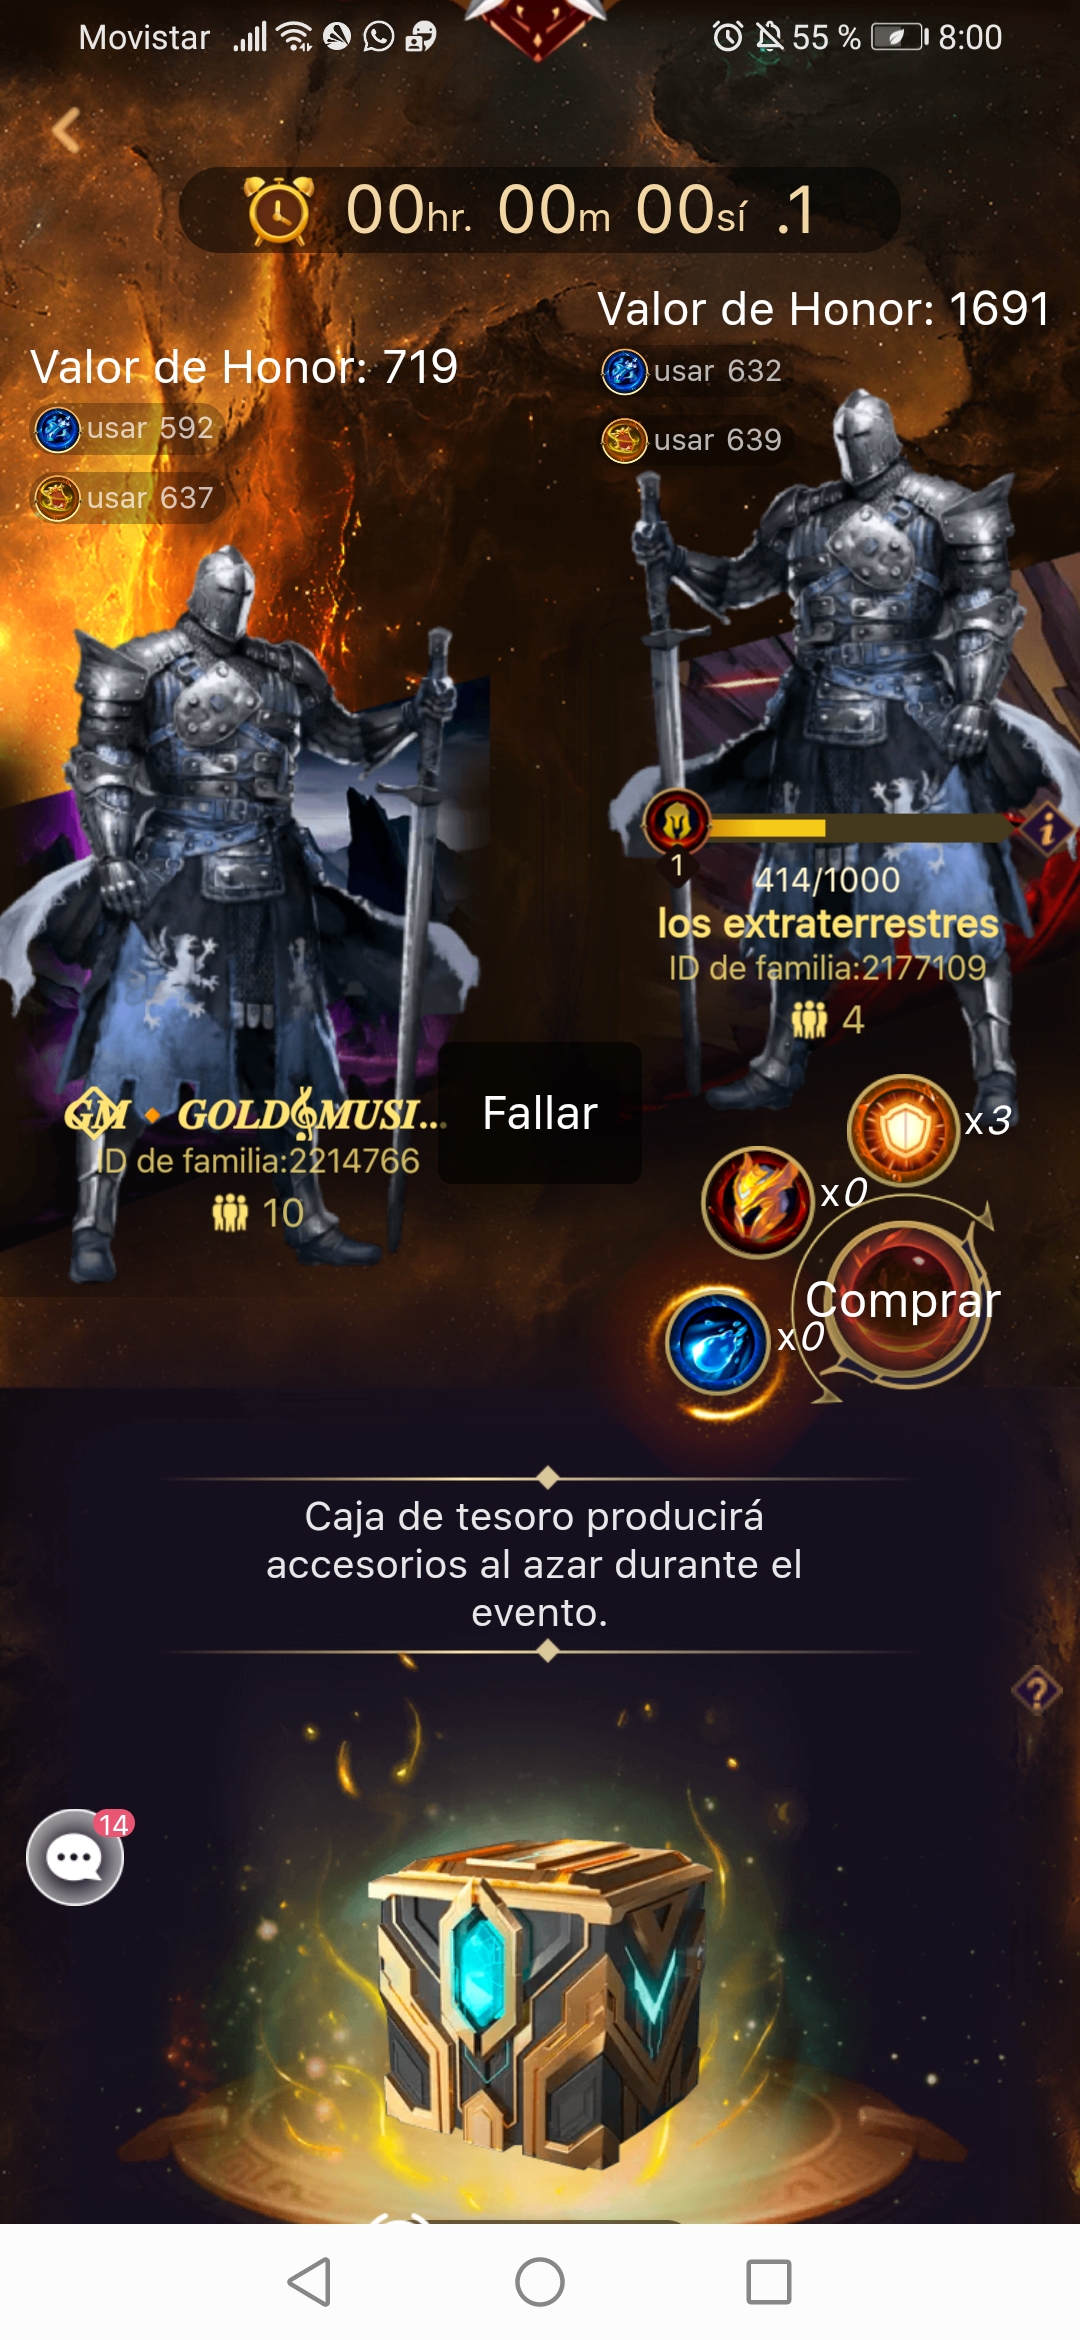 Movistar 55 % 8:00
00hr. 00m 00sí .1
Valor de Honor: 1691
usar 632
usar 639
Valor de Honor: 719
usar 592
usar 637
1
414/1000
los extraterrestres
ID de familia:2177109
4
GM🔸GOLD𝄞MUSI...
ID de familia:2214766
10
Fallar
x3
x0
Comprar
x0
Caja de tesoro producirá
accesorios al azar durante el
evento.
?
14